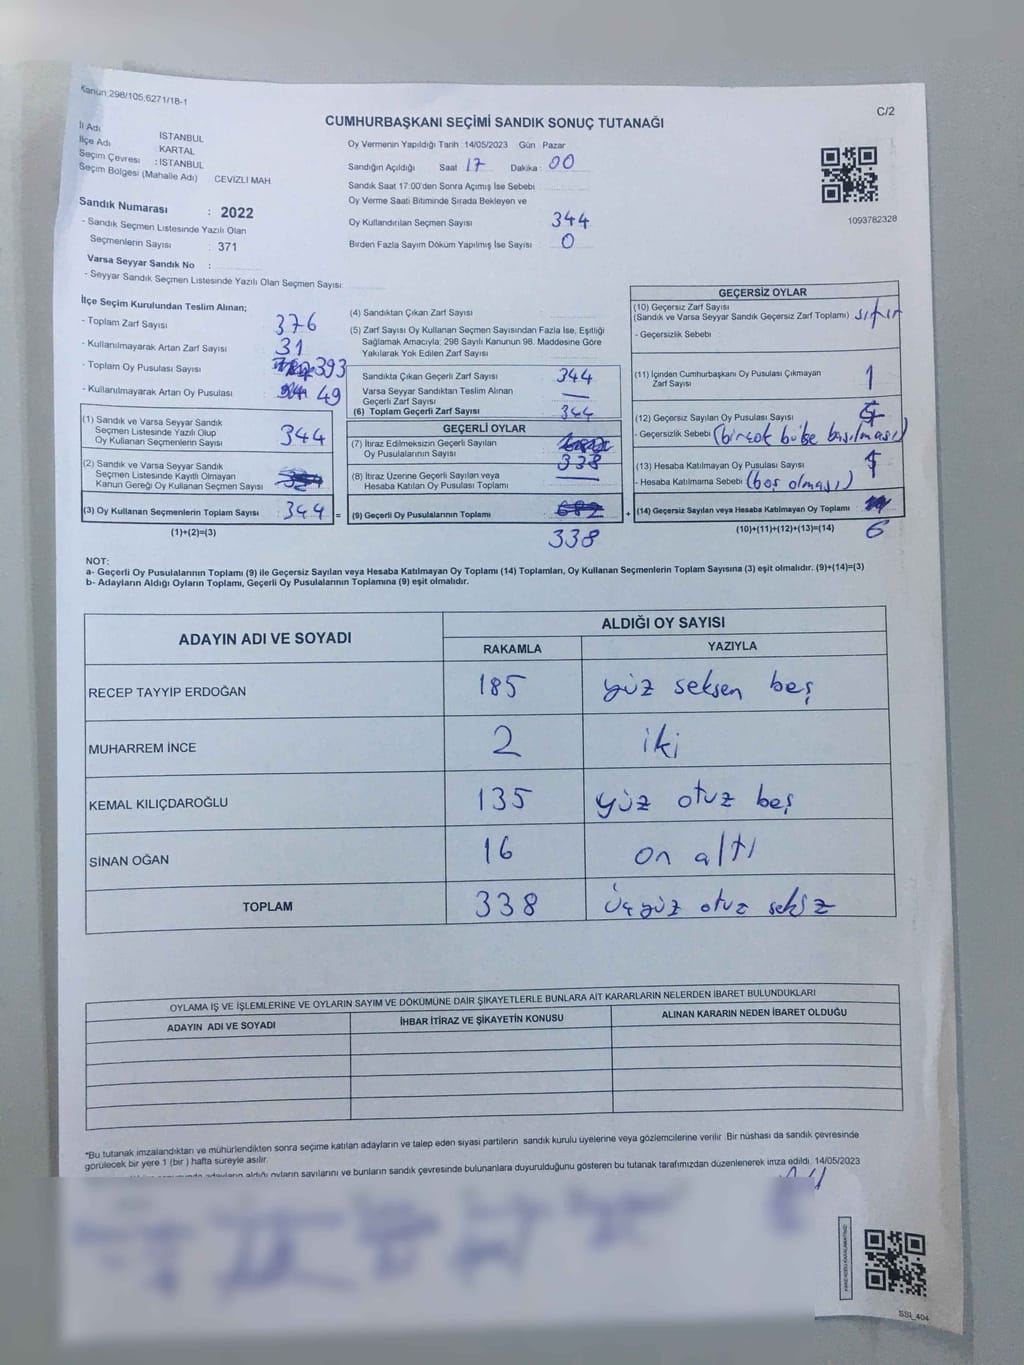 Kanun:298/105;6271/18-1
C/2
CUMHURBAŞKANI SEÇİMİ SANDIK SONUÇ TUTANAĞI
İl Adı İSTANBUL
İlçe Adı KARTAL
Seçim Çevresi : İSTANBUL
Seçim Bölgesi (Mahalle Adı) CEVİZLİ MAH.
Sandık Numarası : 2022
- Sandık Seçmen Listesinde Yazılı Olan
Seçmenlerin Sayısı : 371
Varsa Seyyar Sandık No :
- Seyyar Sandık Seçmen Listesinde Yazılı Olan Seçmen Sayısı:
Oy Vermenin Yapıldığı Tarih : 14/05/2023 Gün : Pazar
Sandığın Açıldığı Saat 17 Dakika : 00
Sandık Saat 17:00'den Sonra Açılmış İse Sebebi
Oy Verme Saati Bitiminde Sırada Bekleyen ve
Oy Kullandırılan Seçmen Sayısı 344
Birden Fazla Sayım Döküm Yapılmış İse Sayısı 0
1093782328
İlçe Seçim Kurulundan Teslim Alınan;
- Toplam Zarf Sayısı 376
- Kullanılmayarak Artan Zarf Sayısı 31
- Toplam Oy Pusulası Sayısı 393
- Kullanılmayarak Artan Oy Pusulası 49
(1) Sandık ve Varsa Seyyar Sandık
Seçmen Listesinde Yazılı Olup
Oy Kullanan Seçmenlerin Sayısı 344
(2) Sandık ve Varsa Seyyar Sandık
Seçmen Listesinde Kayıtlı Olmayan
Kanun Gereği Oy Kullanan Seçmen Sayısı
(3) Oy Kullanan Seçmenlerin Toplam Sayısı 344 =
(1)+(2)=(3)
(4) Sandıktan Çıkan Zarf Sayısı
(5) Zarf Sayısı Oy Kullanan Seçmen Sayısından Fazla İse, Eşitliği
Sağlamak Amacıyla; 298 Sayılı Kanunun 98. Maddesine Göre
Yakılarak Yok Edilen Zarf Sayısı
Sandıkta Çıkan Geçerli Zarf Sayısı 344
Varsa Seyyar Sandıktan Teslim Alınan
Geçerli Zarf Sayısı —
(6) Toplam Geçerli Zarf Sayısı 344
GEÇERLİ OYLAR
(7) İtiraz Edilmeksizin Geçerli Sayılan
Oy Pusulalarının Sayısı 338
(8) İtiraz Üzerine Geçerli Sayılan veya
Hesaba Katılan Oy Pusulası Toplamı —
(9) Geçerli Oy Pusulalarının Toplamı +
338
GEÇERSİZ OYLAR
(10) Geçersiz Zarf Sayısı
(Sandık ve Varsa Seyyar Sandık Geçersiz Zarf Toplamı) sıfır
- Geçersizlik Sebebi
(11) İçinden Cumhurbaşkanı Oy Pusulası Çıkmayan
Zarf Sayısı 1
(12) Geçersiz Sayılan Oy Pusulası Sayısı
- Geçersizlik Sebebi (birçok basılması)
(13) Hesaba Katılmayan Oy Pusulası Sayısı
- Hesaba Katılmama Sebebi (boş olması)
(14) Geçersiz Sayılan veya Hesaba Katılmayan Oy Toplamı
(10)+(11)+(12)+(13)=(14) 6
NOT:
a- Geçerli Oy Pusulalarının Toplamı (9) ile Geçersiz Sayılan veya Hesaba Katılmayan Oy Toplamı (14) Toplamları, Oy Kullanan Seçmenlerin Toplam Sayısına (3) eşit olmalıdır. (9)+(14)=(3)
b- Adayların Aldığı Oyların Toplamı, Geçerli Oy Pusulalarının Toplamına (9) eşit olmalıdır.
ADAYIN ADI VE SOYADI ALDIĞI OY SAYISI
RAKAMLA YAZIYLA
RECEP TAYYİP ERDOĞAN 185 yüz seksen beş
MUHARREM İNCE 2 iki
KEMAL KILIÇDAROĞLU 135 yüz otuz beş
SİNAN OĞAN 16 on altı
TOPLAM 338 üçyüz otuz sekiz
OYLAMA İŞ VE İŞLEMLERİNE VE OYLARIN SAYIM VE DÖKÜMÜNE DAİR ŞİKAYETLERLE BUNLARA AİT KARARLARIN NELERDEN İBARET BULUNDUKLARI
ADAYIN ADI VE SOYADI İHBAR İTİRAZ VE ŞİKAYETİN KONUSU ALINAN KARARIN NEDEN İBARET OLDUĞU
*Bu tutanak imzalandıktan ve mühürlendikten sonra seçime katılan adayların ve talep eden siyasi partilerin sandık kurulu üyelerine veya gözlemcilerine verilir. Bir nüshası da sandık çevresinde
görülecek bir yere 1 (bir) hafta süreyle asılır.
adayların aldığı oyların sayılarını ve bunların sandık çevresinde bulunanlara duyurulduğunu gösteren bu tutanak tarafımızdan düzenlenerek imza edildi. 14/05/2023
SSİ_404